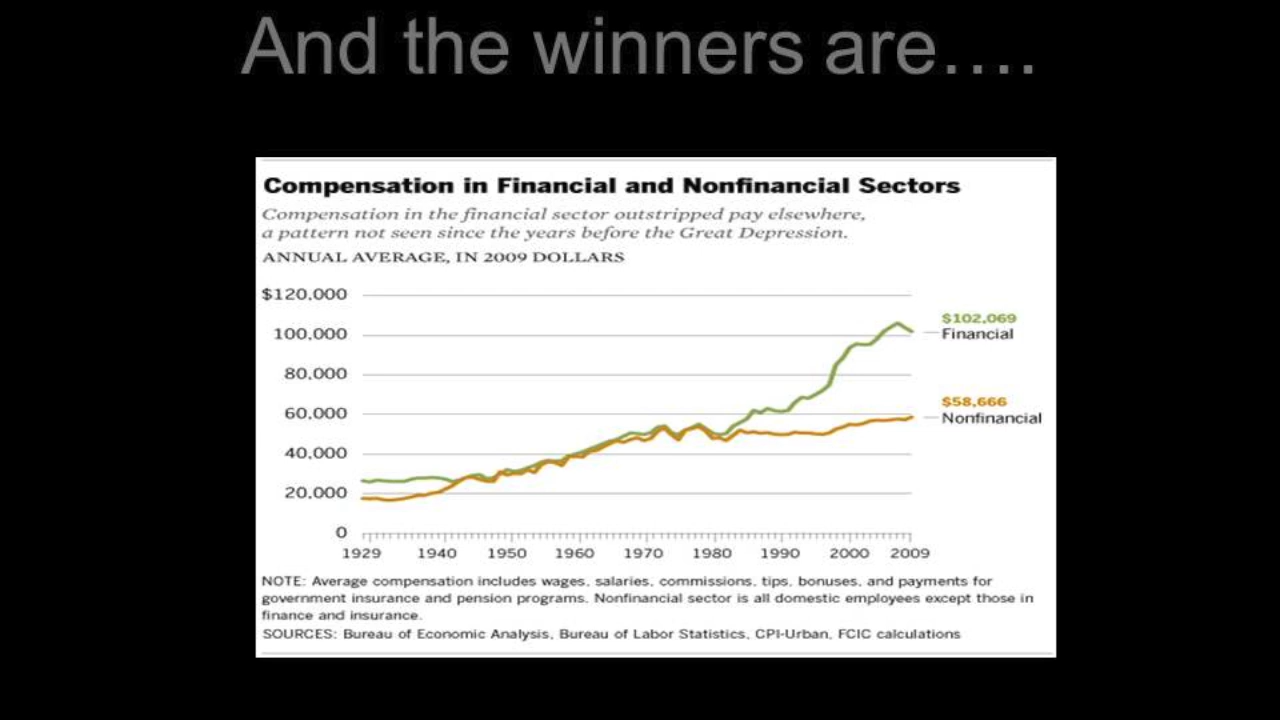 And the winners are….
Compensation in Financial and Nonfinancial Sectors
Compensation in the financial sector outstripped pay elsewhere,
a pattern not seen since the years before the Great Depression.
ANNUAL AVERAGE, IN 2009 DOLLARS
$120,000
100,000
80,000
60,000
40,000
20,000
0
$102,069
Financial
$58,666
Nonfinancial
1929 1940 1950 1960 1970 1980 1990 2000 2009
NOTE: Average compensation includes wages, salaries, commissions, tips, bonuses, and payments for
government insurance and pension programs. Nonfinancial sector is all domestic employees except those in
finance and insurance.
SOURCES: Bureau of Economic Analysis, Bureau of Labor Statistics, CPI-Urban, FCIC calculations